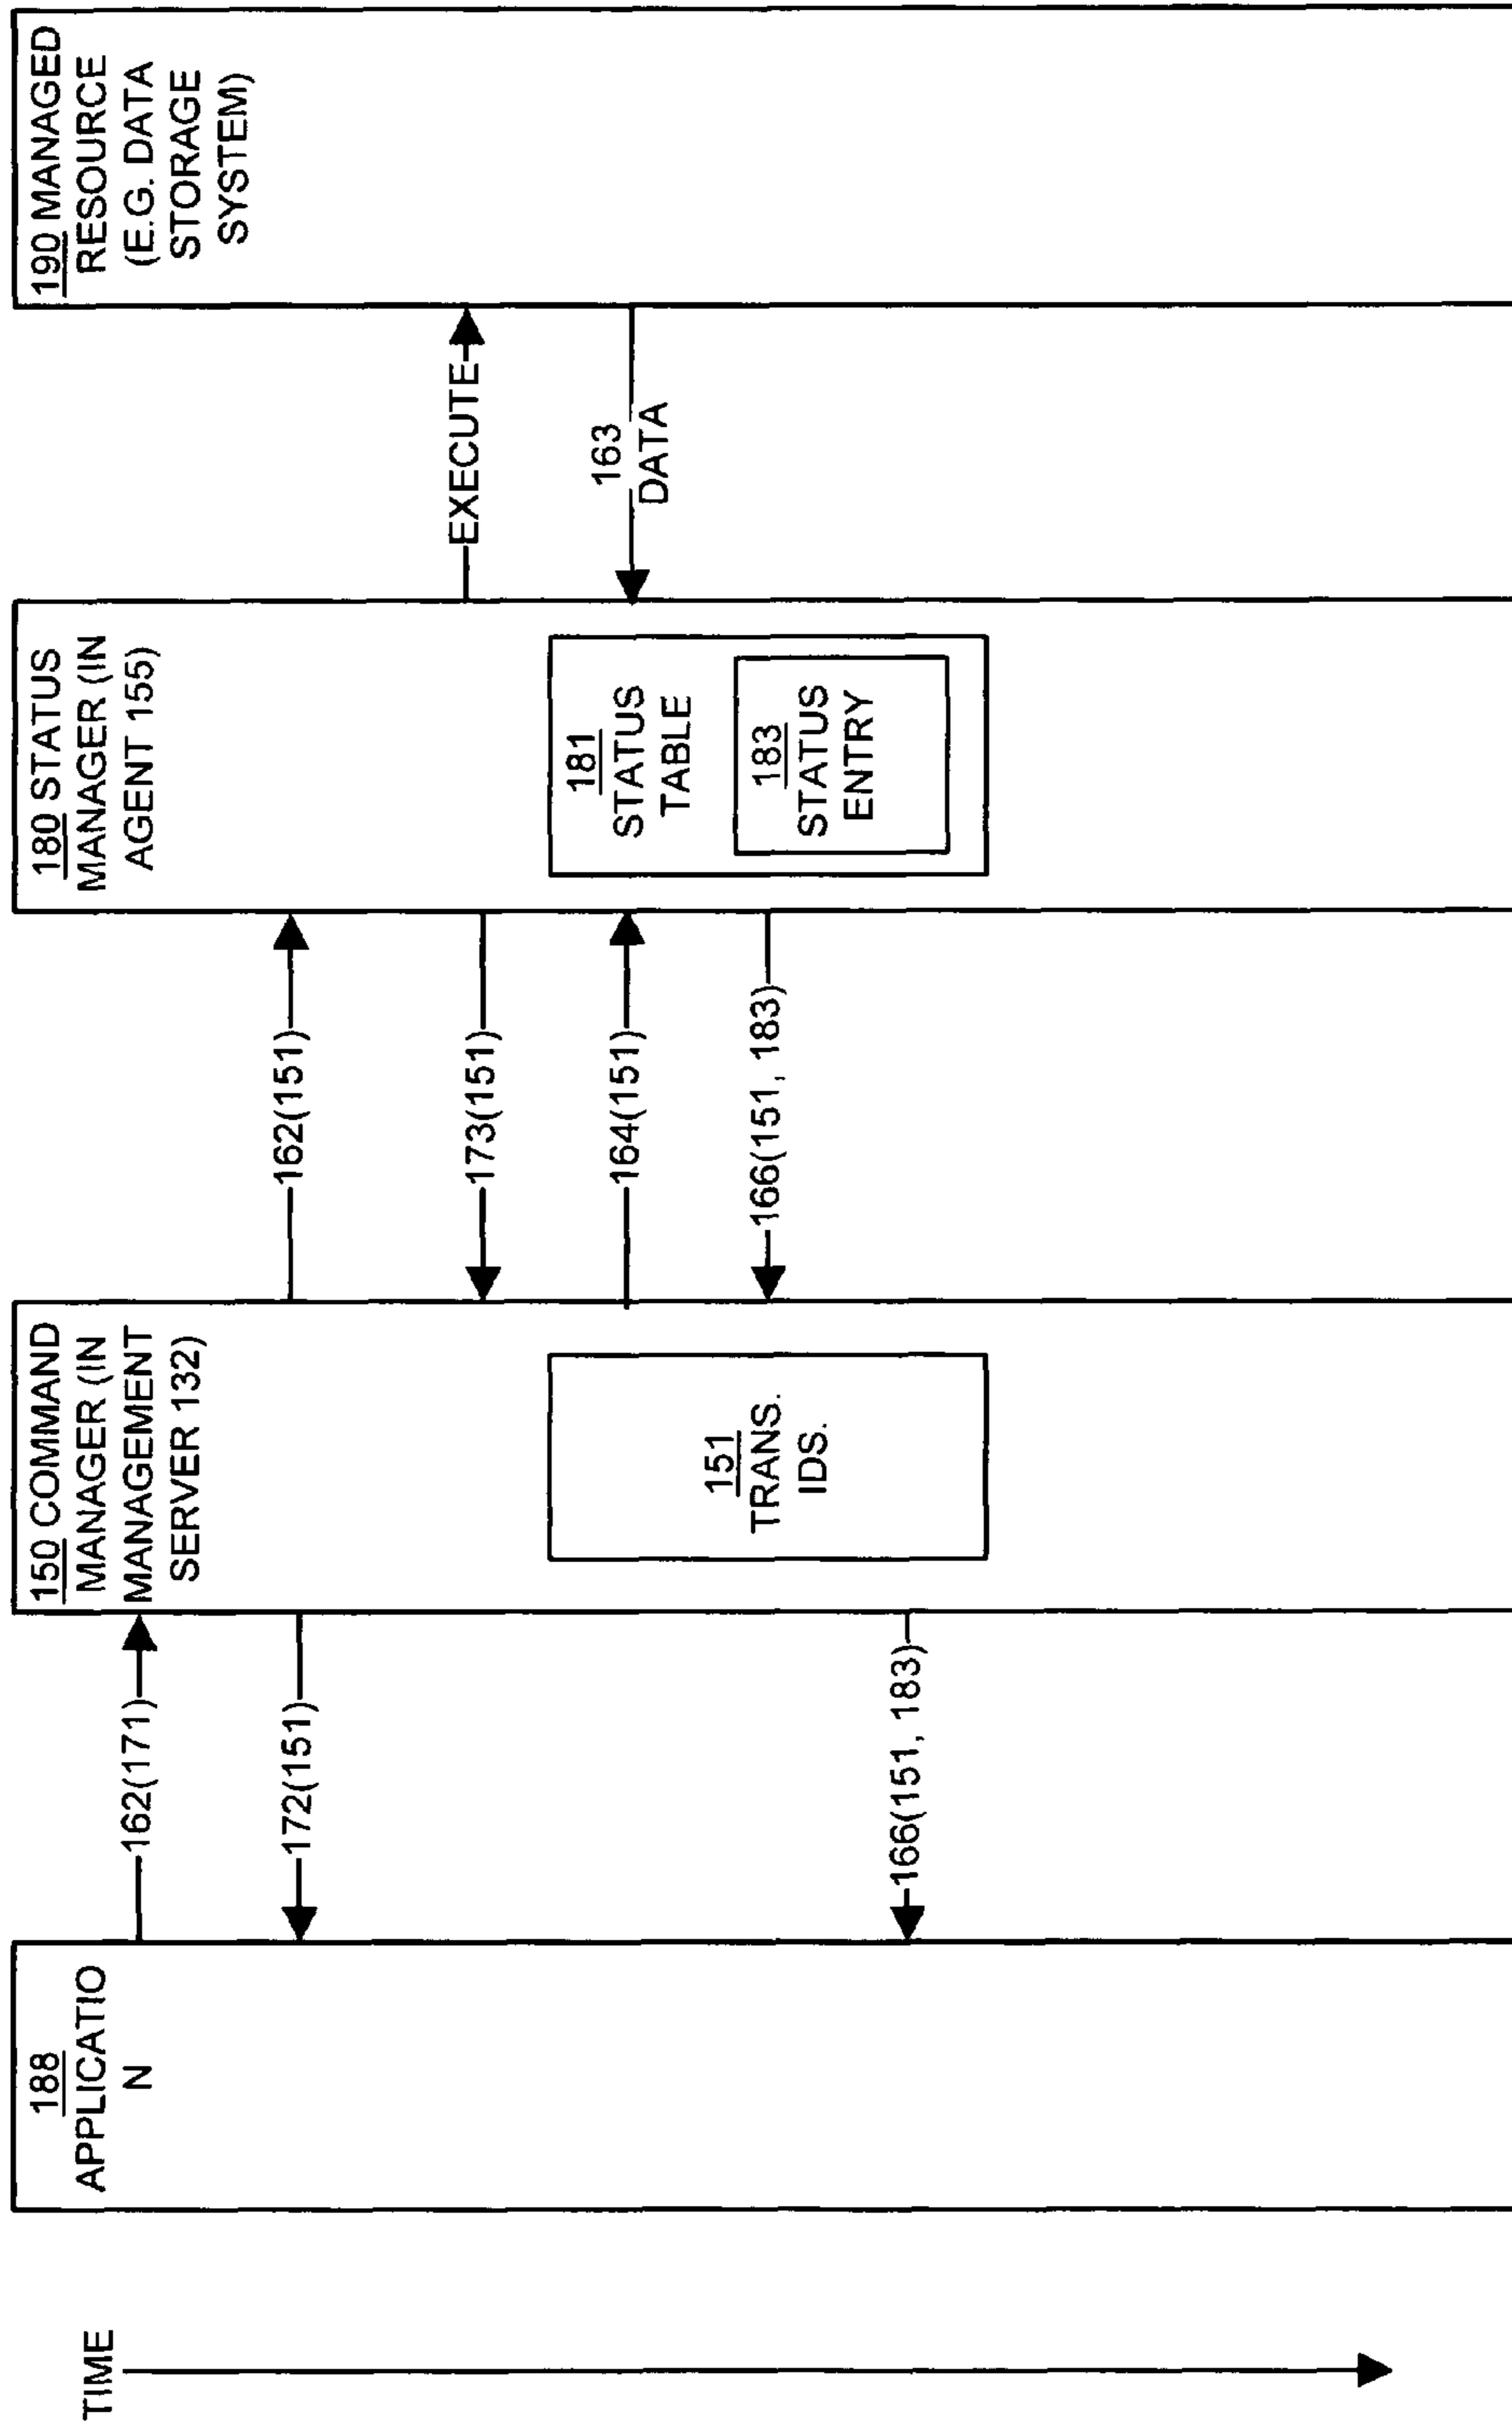 TIME
188
APPLICATIO
N
162(171)
172(151)
166(151, 183)
150 COMMAND
MANAGER (IN
MANAGEMENT
SERVER 132)
151
TRANS.
IDS.
162(151)
173(151)
164(151)
166(151, 183)
180 STATUS
MANAGER (IN
AGENT 155)
181
STATUS
TABLE
183
STATUS
ENTRY
EXECUTE
163
DATA
190 MANAGED
RESOURCE
(E.G. DATA
STORAGE
SYSTEM)